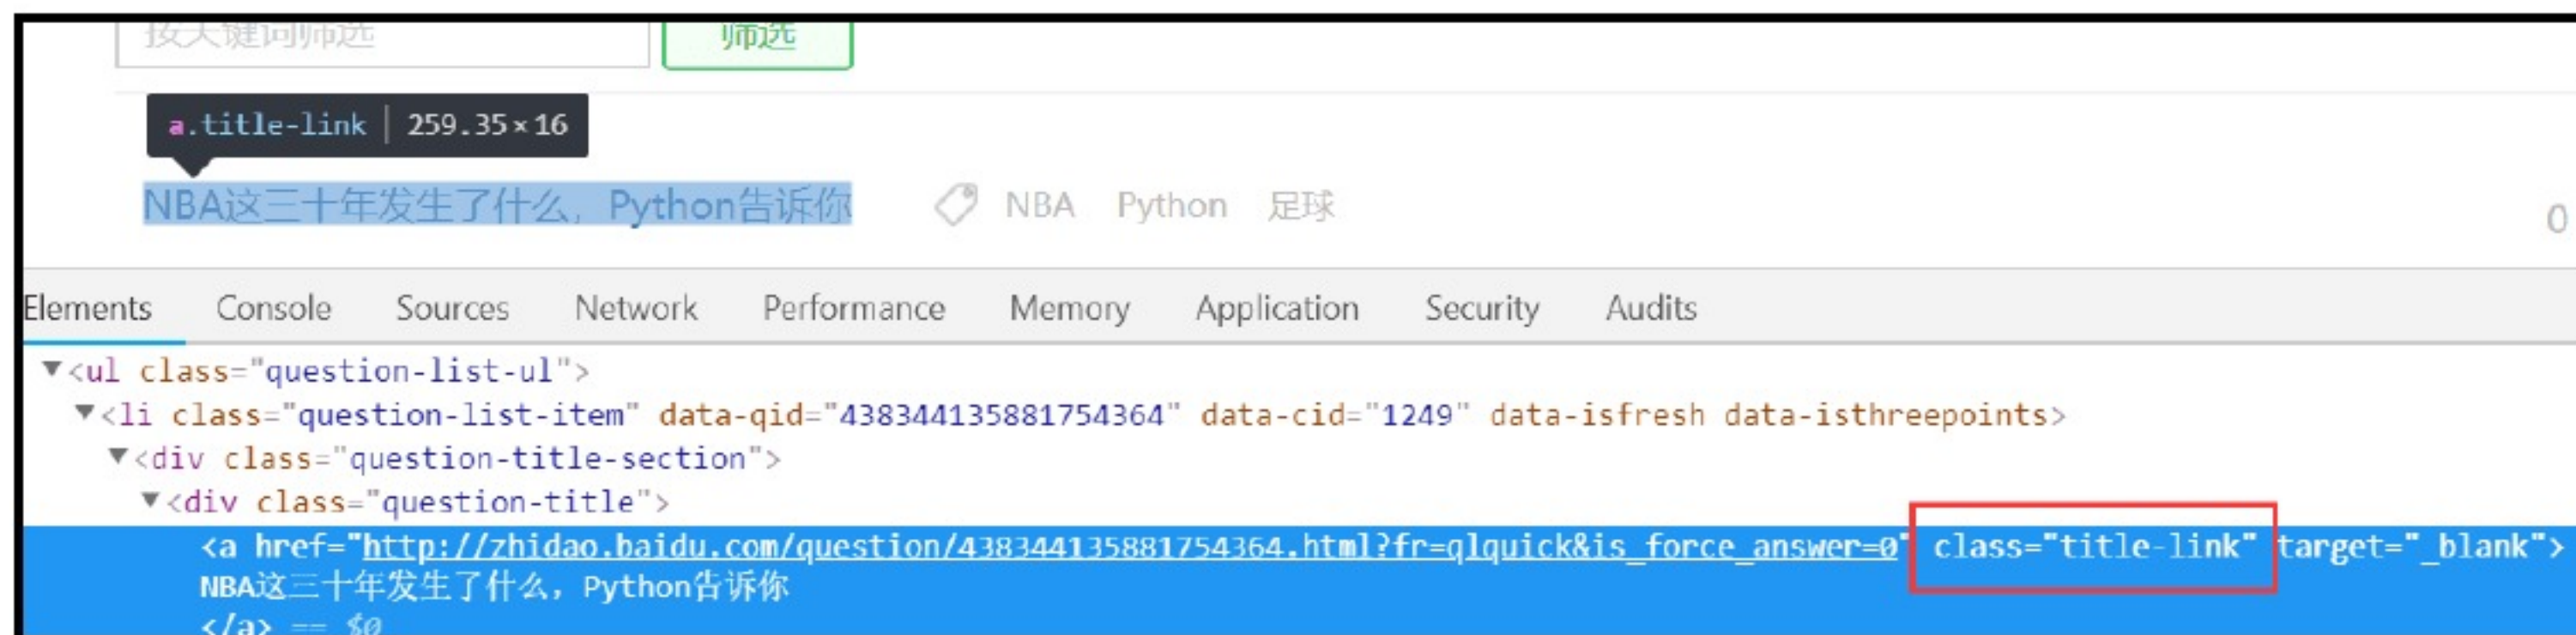 按关键词筛选 筛选
a.title-link 259.35×16
NBA这三十年发生了什么，Python告诉你 NBA Python 足球 0
Elements Console Sources Network Performance Memory Application Security Audits
▼<ul class="question-list-ul">
▼<li class="question-list-item" data-qid="438344135881754364" data-cid="1249" data-isfresh data-isthreepoints>
▼<div class="question-title-section">
▼<div class="question-title">
<a href="http://zhidao.baidu.com/question/438344135881754364.html?fr=qlquick&is_force_answer=0" class="title-link" target="_blank">
NBA这三十年发生了什么，Python告诉你
</a> == $0